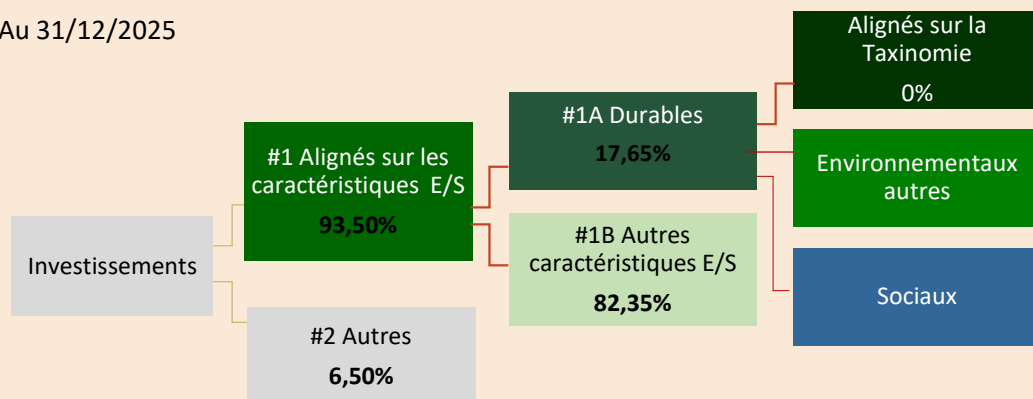 Au 31/12/2025
Alignés sur la
Taxinomie
0%
#1A Durables
17,65%
#1 Alignés sur les
caractéristiques E/S
93,50%
Environnementaux
autres
#1B Autres
caractéristiques E/S
82,35%
Investissements
Sociaux
#2 Autres
6,50%